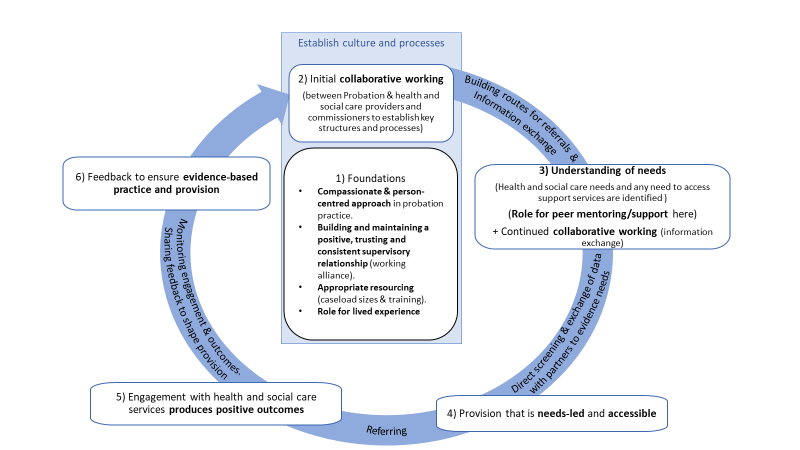 Establish culture and processes
2) Initial collaborative working
(between Probation & health and
social care providers and
commissioners to establish key
structures and processes)
Building routes for referrals &
Information exchange
3) Understanding of needs
(Health and social care needs and any need to access
support services are identified )
(Role for peer mentoring/support here)
+ Continued collaborative working (information
exchange)
1) Foundations
• Compassionate & person-
centred approach in probation
practice.
• Building and maintaining a
positive, trusting and
consistent supervisory
relationship (working
alliance).
• Appropriate resourcing
(caseload sizes & training).
• Role for lived experience
Direct screening & exchange of data
with partners to evidence needs
4) Provision that is needs-led and accessible
Referring
5) Engagement with health and social care
services produces positive outcomes
Monitoring engagement & outcomes.
Sharing feedback to shape provision
6) Feedback to ensure evidence-based
practice and provision